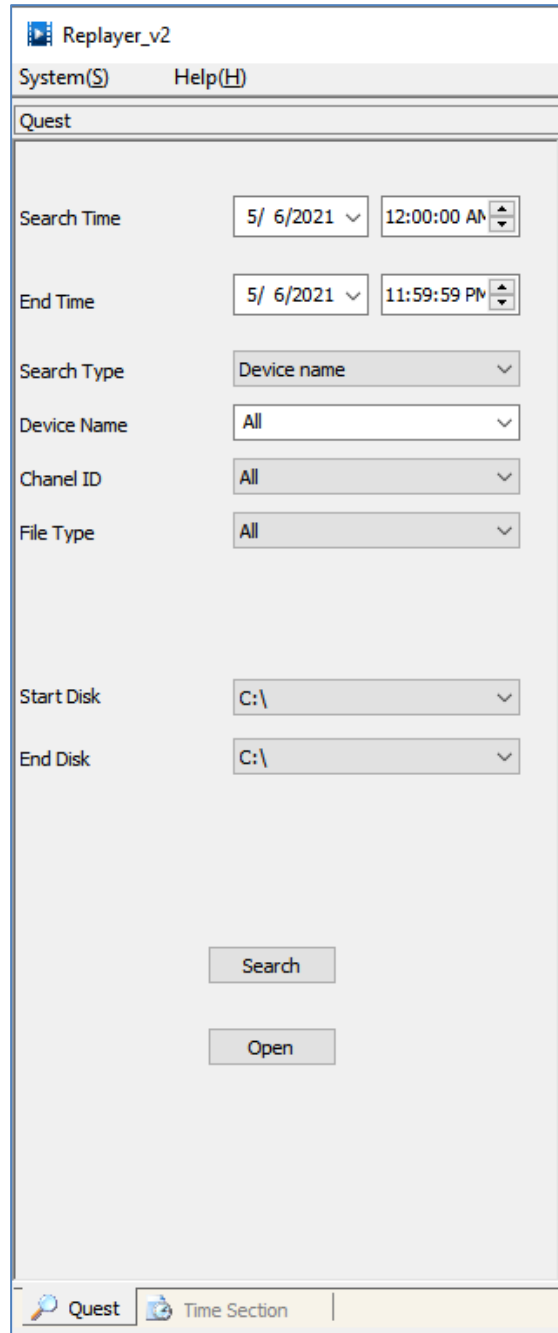 Replayer_v2
System(S) Help(H)
Quest
Search Time 5/ 6/2021 12:00:00 AM
End Time 5/ 6/2021 11:59:59 PM
Search Type Device name
Device Name All
Chanel ID All
File Type All
Start Disk C:\
End Disk C:\
Search
Open
Quest Time Section